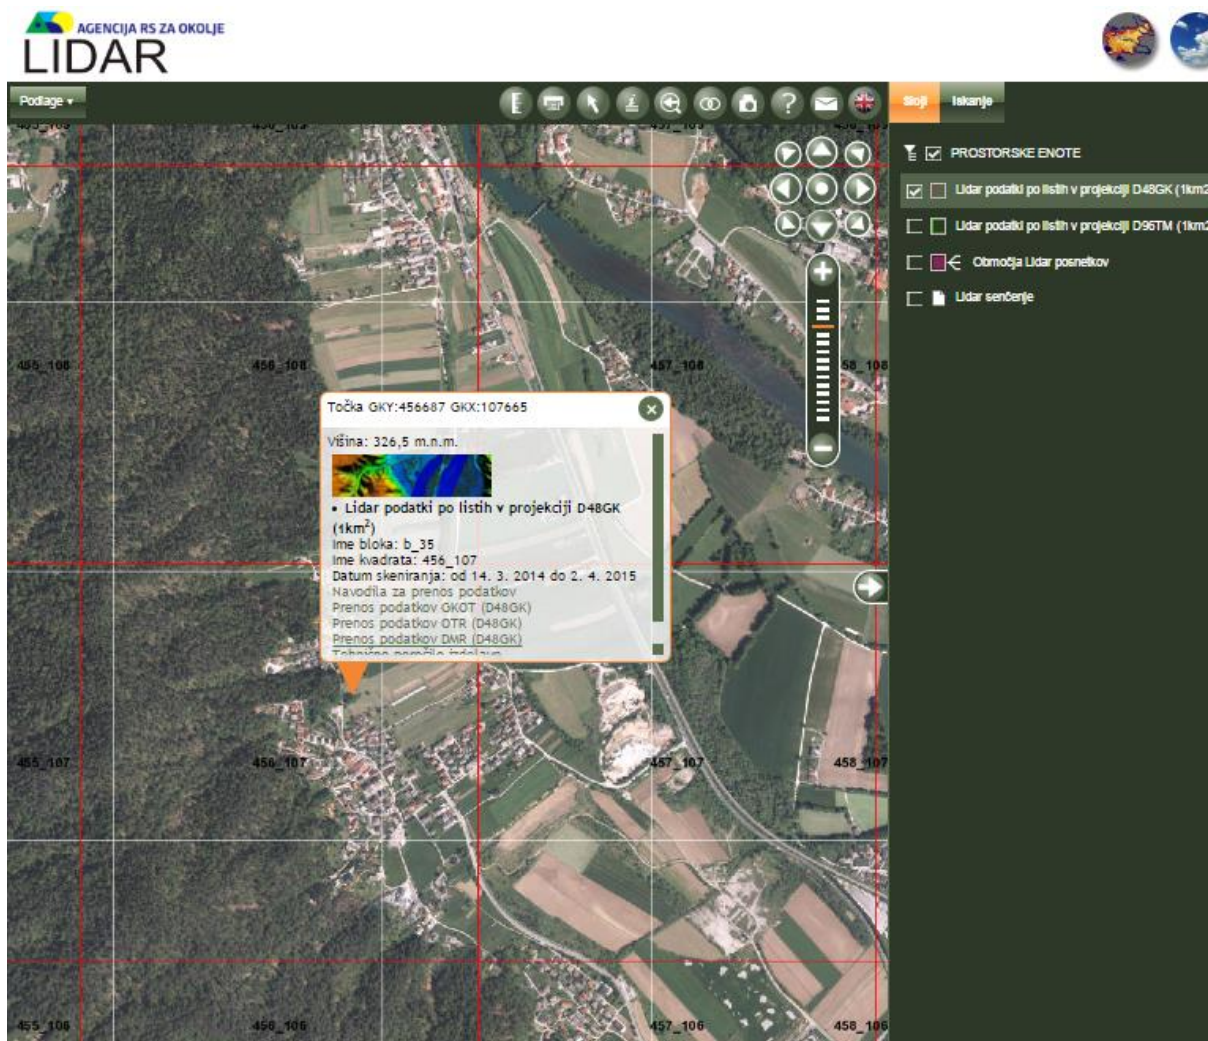 AGENCIJA RS ZA OKOLJE
LIDAR
Podlage
Sloji
Iskanje
PROSTORSKE ENOTE
Lidar podatki po listih v projekciji D48GK (1km2
Lidar podatki po listih v projekciji D96TM (1km2
Območja Lidar posnetkov
Lidar senčenje
455_108
456_108
457_108
58_108
Točka GKY:456687 GKX:107665
Višina: 326,5 m.n.m.
• Lidar podatki po listih v projekciji D48GK
(1km²)
Ime bloka: b_35
Ime kvadrata: 456_107
Datum skeniranja: od 14. 3. 2014 do 2. 4. 2015
Navodila za prenos podatkov
Prenos podatkov GKOT (D48GK)
Prenos podatkov OTR (D48GK)
Prenos podatkov DMR (D48GK)
455_107
456_107
457_107
458_107
455_106
456_106
457_106
458_106